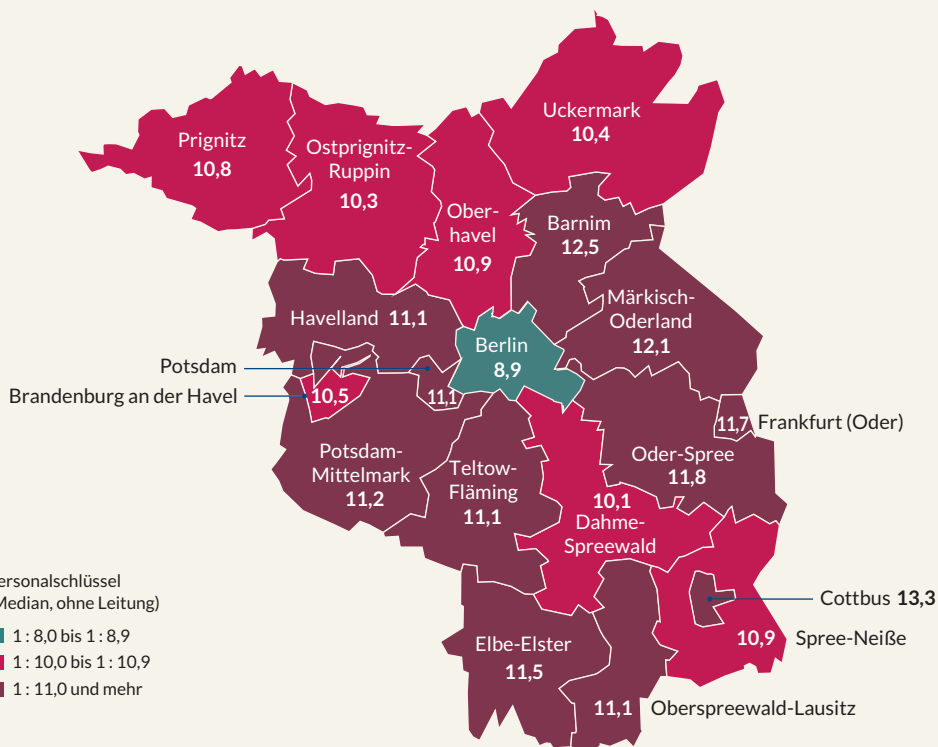 Uckermark
10,4
Prignitz
10,8
Ostprignitz-
Ruppin
10,3
Ober-
havel
10,9
Barnim
12,5
Havelland 11,1
Märkisch-
Oderland
12,1
Berlin
8,9
Potsdam
11,1
Brandenburg an der Havel
10,5
11,7 Frankfurt (Oder)
Potsdam-
Mittelmark
11,2
Teltow-
Fläming
11,1
Oder-Spree
11,8
10,1
Dahme-
Spreewald
ersonalschlüssel
Median, ohne Leitung)
1 : 8,0 bis 1 : 8,9
1 : 10,0 bis 1 : 10,9
1 : 11,0 und mehr
Cottbus 13,3
10,9 Spree-Neiße
Elbe-Elster
11,5
11,1 Oberspreewald-Lausitz